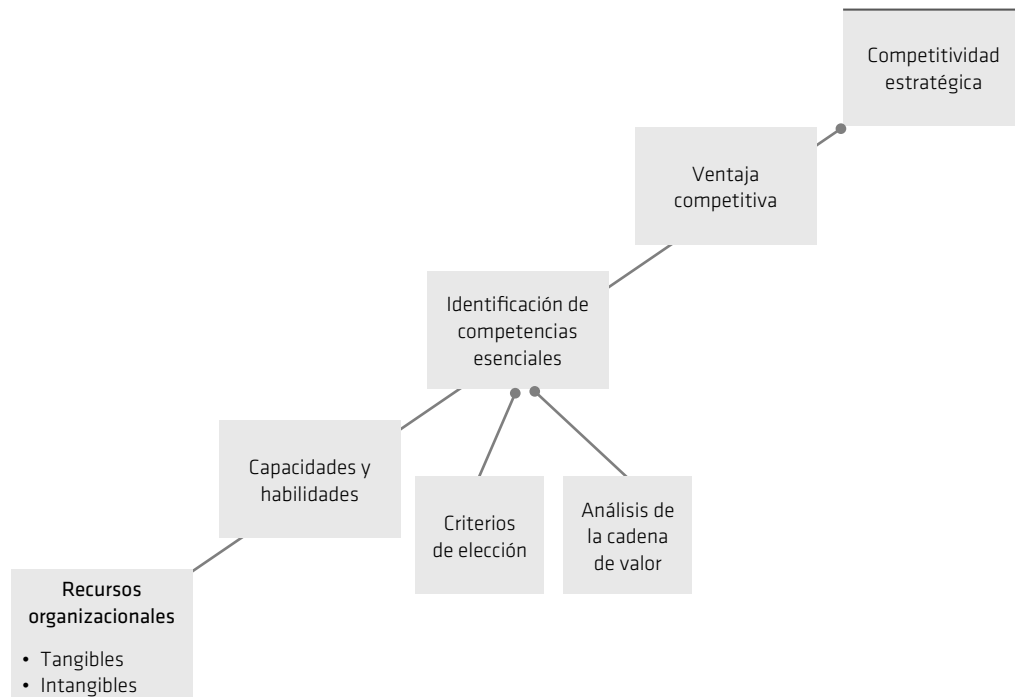 Competitividad
estratégica
Ventaja
competitiva
Identificación de
competencias
esenciales
Capacidades y
habilidades
Criterios
de elección
Análisis de
la cadena
de valor
Recursos
organizacionales
• Tangibles
• Intangibles